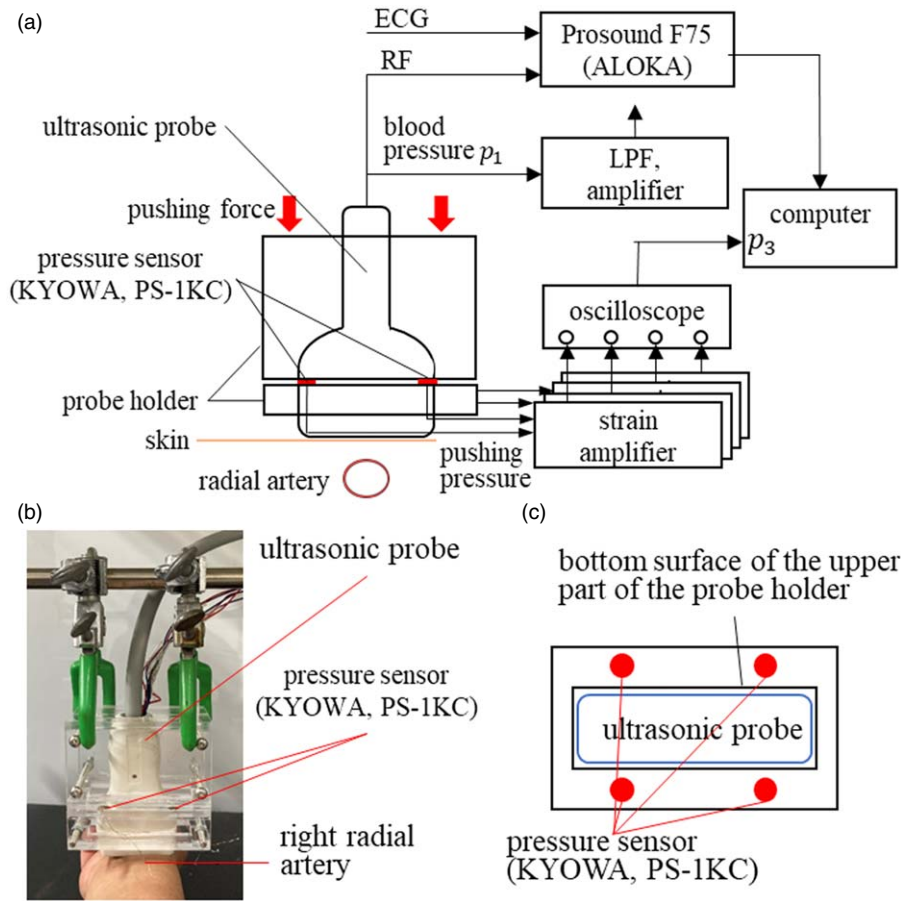 (a)
ECG
RF
Prosound F75
(ALOKA)
ultrasonic probe
blood
pressure p₁
LPF,
amplifier
pushing force
computer
p₃
pressure sensor
(KYOWA, PS-1KC)
oscilloscope
probe holder
strain
amplifier
skin
pushing
pressure
radial artery
(b)
ultrasonic probe
pressure sensor
(KYOWA, PS-1KC)
right radial
artery
(c)
bottom surface of the upper
part of the probe holder
ultrasonic probe
pressure sensor
(KYOWA, PS-1KC)